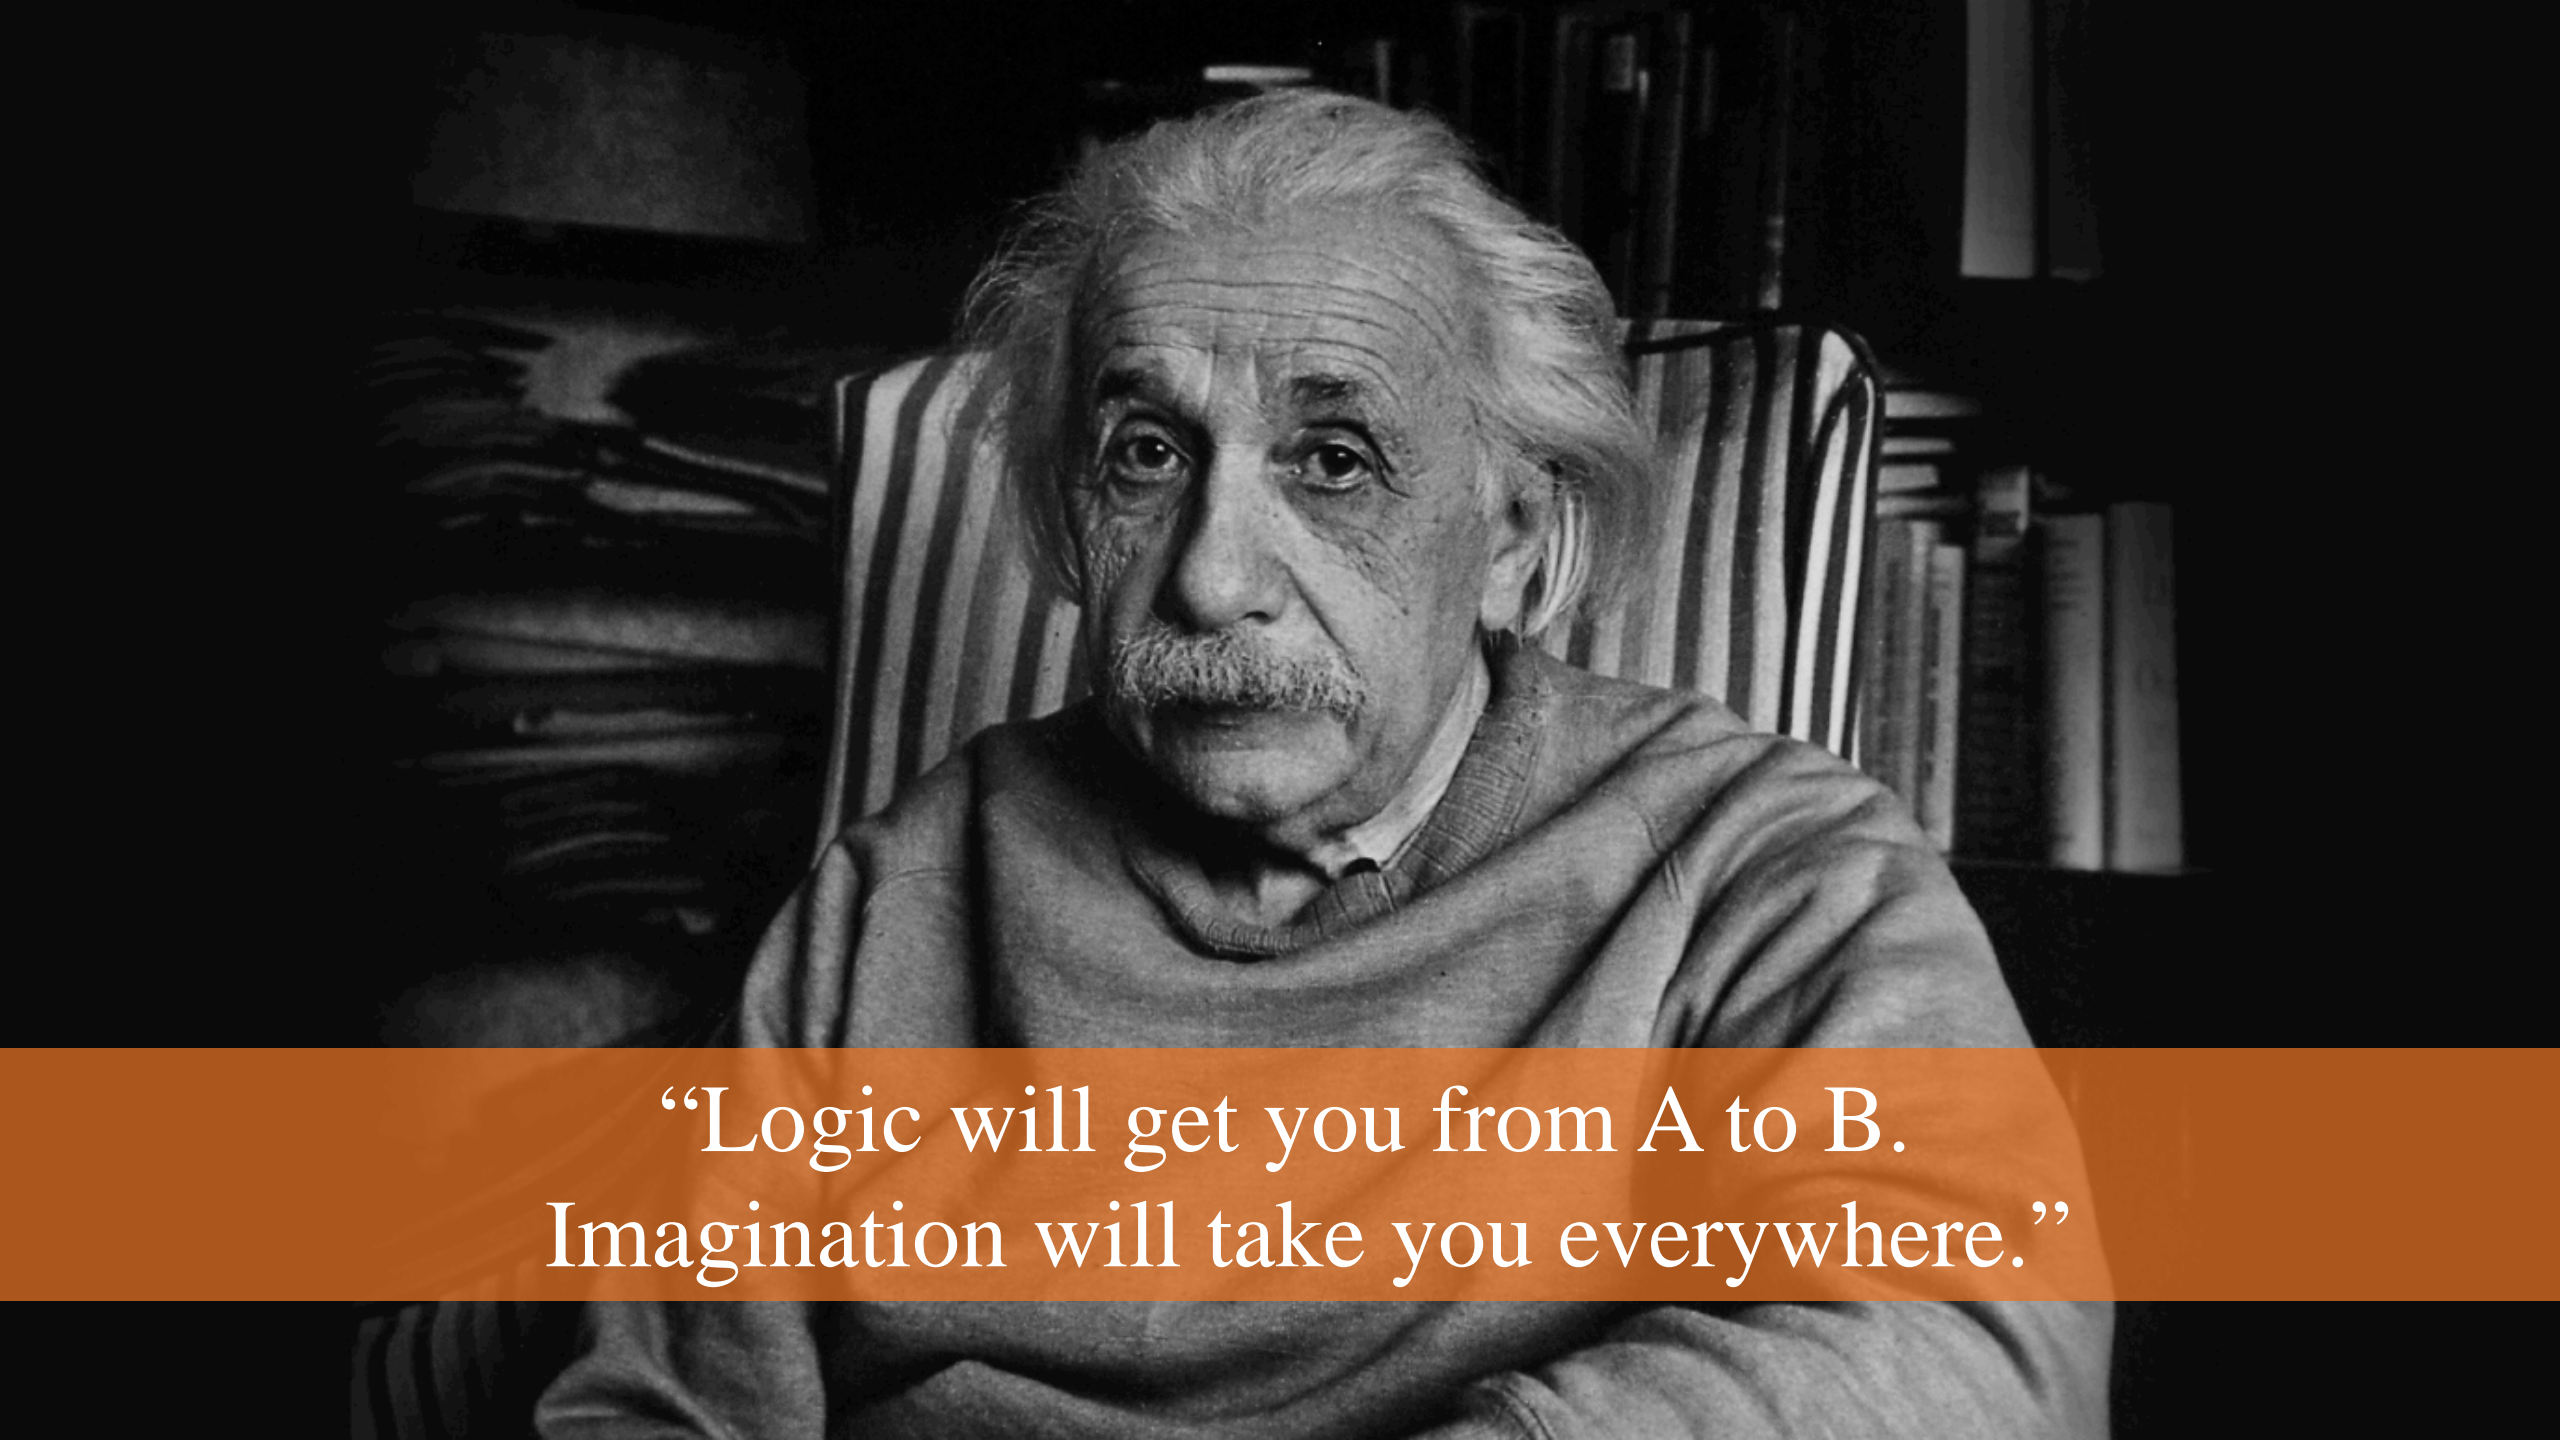 “Logic will get you from A to B.
Imagination will take you everywhere.”